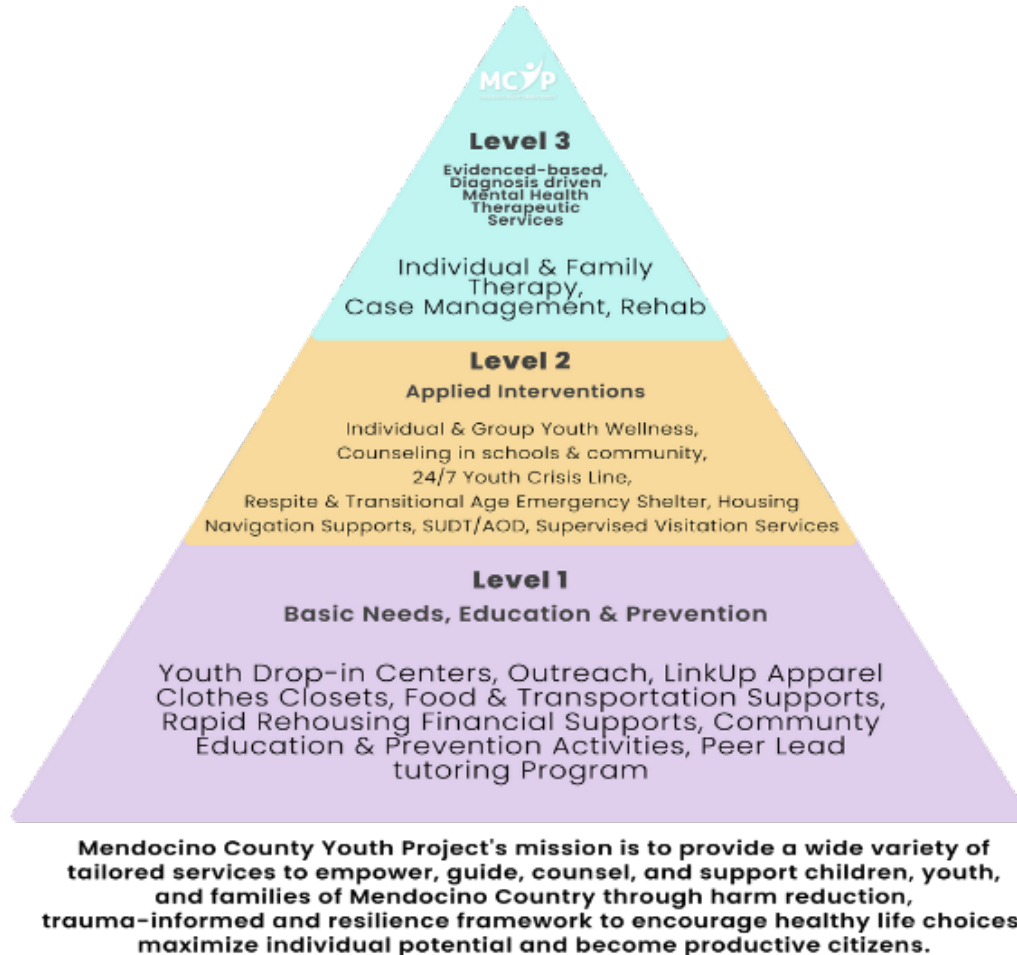 MCYP
Level 3
Evidenced-based,
Diagnosis driven
Mental Health
Therapeutic
Services
Individual & Family
Therapy,
Case Management, Rehab
Level 2
Applied Interventions
Individual & Group Youth Wellness,
Counseling in schools & community,
24/7 Youth Crisis Line,
Respite & Transitional Age Emergency Shelter, Housing
Navigation Supports, SUDT/AOD, Supervised Visitation Services
Level 1
Basic Needs, Education & Prevention
Youth Drop-in Centers, Outreach, LinkUp Apparel
Clothes Closets, Food & Transportation Supports,
Rapid Rehousing Financial Supports, Communty
Education & Prevention Activities, Peer Lead
tutoring Program
Mendocino County Youth Project's mission is to provide a wide variety of
tailored services to empower, guide, counsel, and support children, youth,
and families of Mendocino Country through harm reduction,
trauma-informed and resilience framework to encourage healthy life choices
maximize individual potential and become productive citizens.